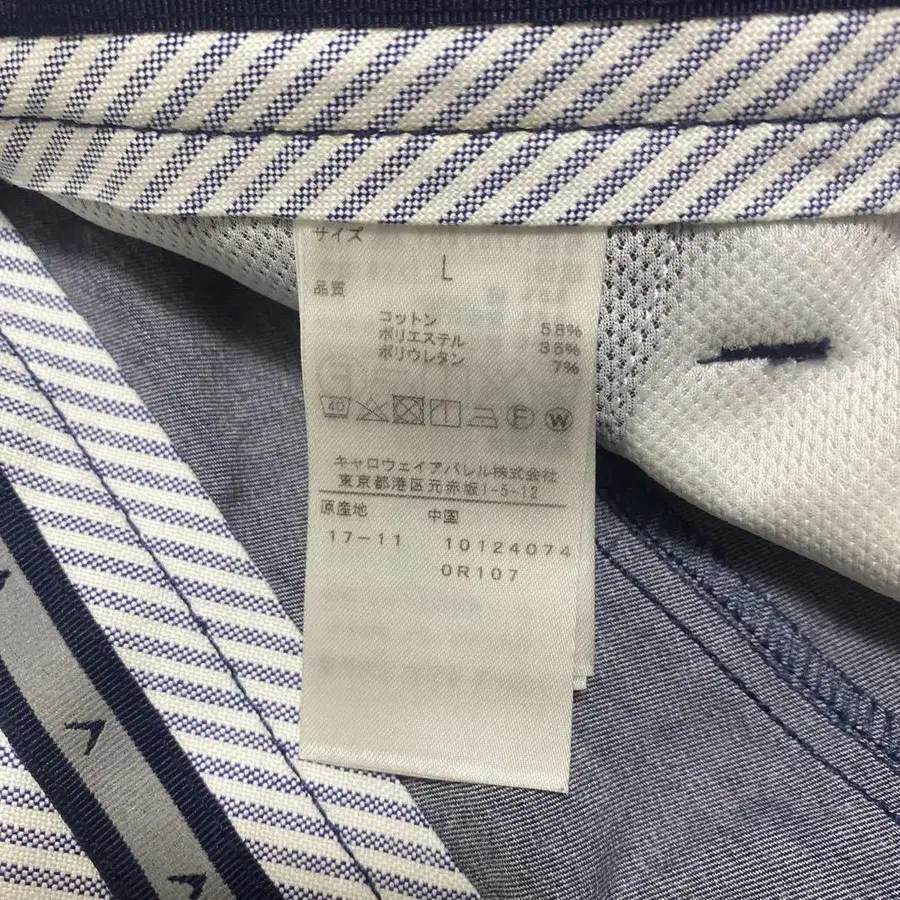 サイズ
L
品質
コットン 58%
ポリエステル 35%
ポリウレタン 7%
40 F W
キャロウェイアパレル株式会社
東京都港区元赤坂1-5-12
原産地 中国
17-11 10124074
0R107